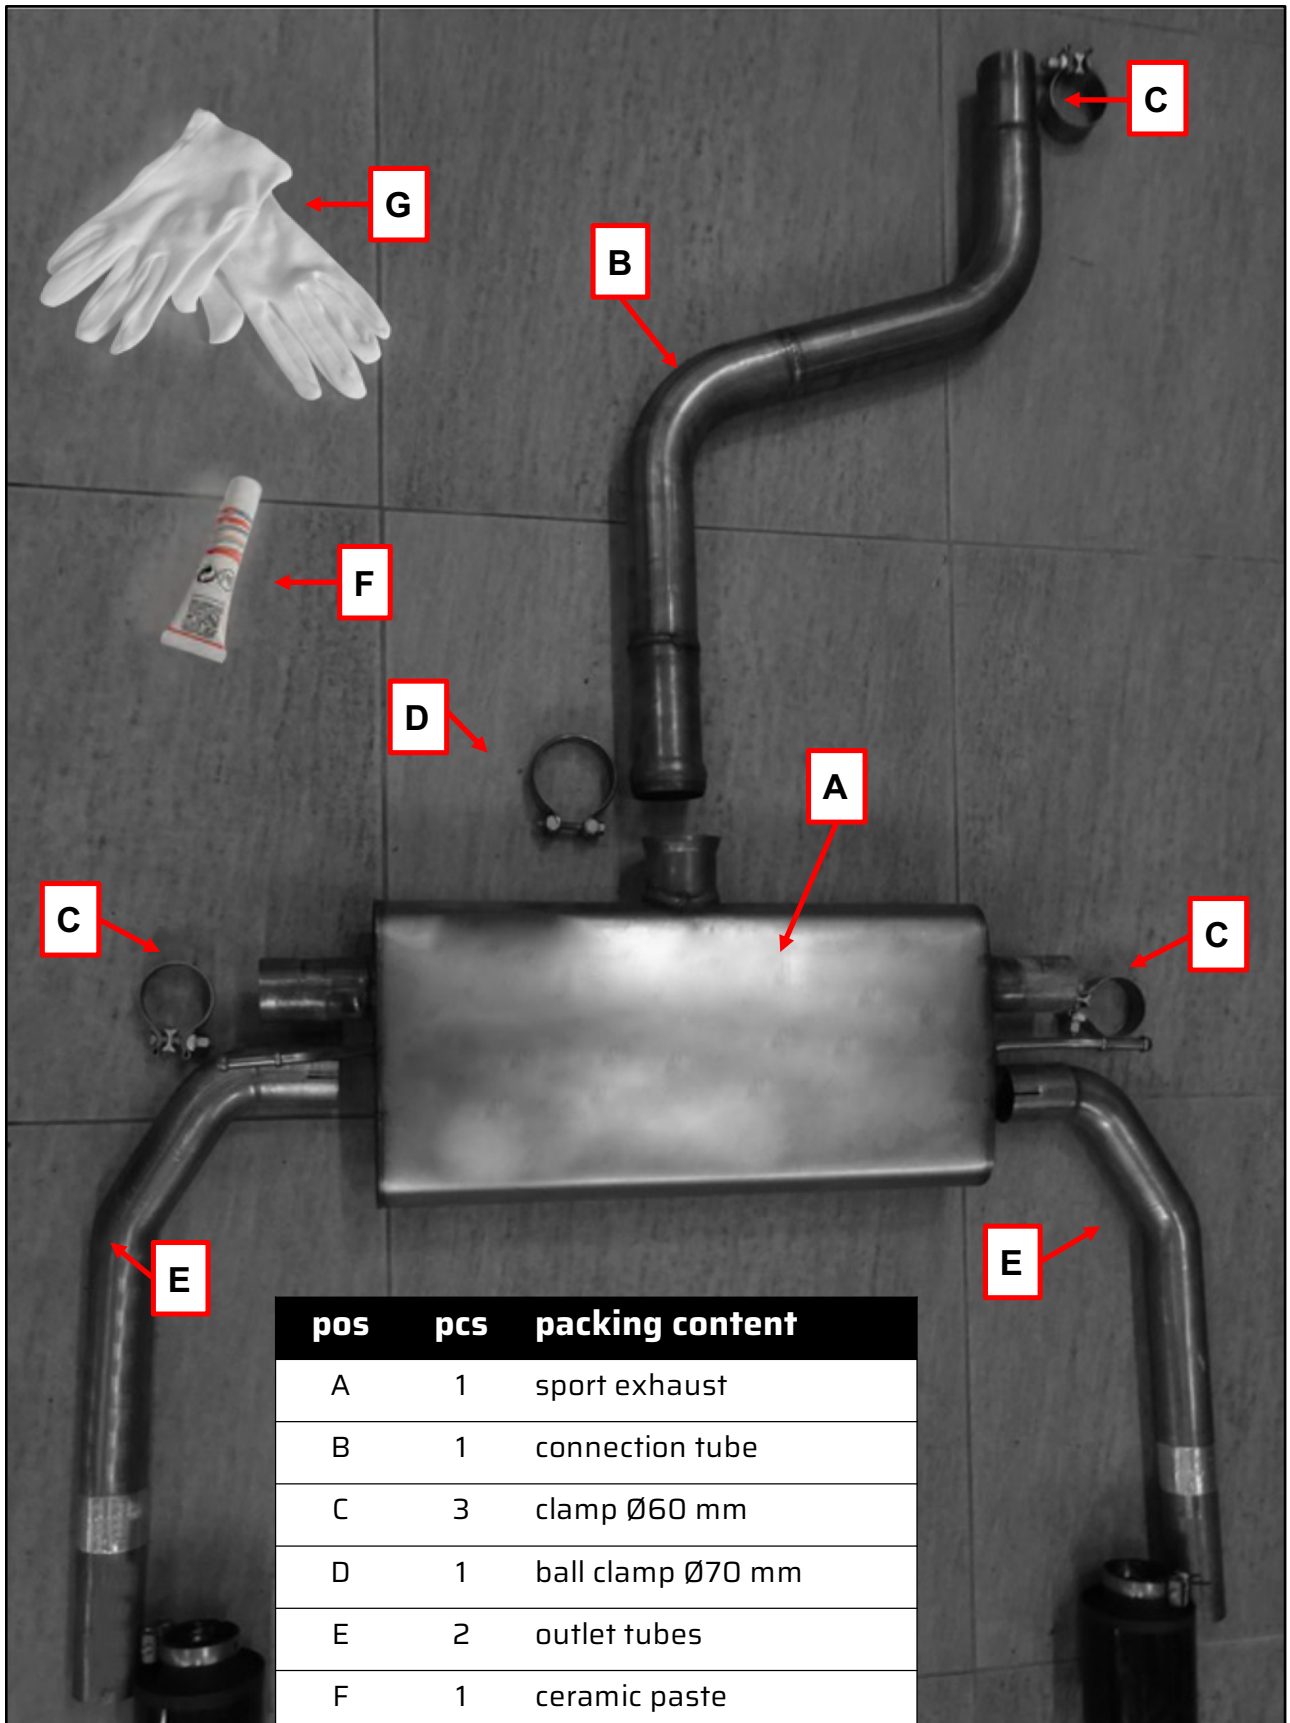 C
G
B
F
D
A
C
C
E
E
pos pcs packing content
A 1 sport exhaust
B 1 connection tube
C 3 clamp Ø60 mm
D 1 ball clamp Ø70 mm
E 2 outlet tubes
F 1 ceramic paste